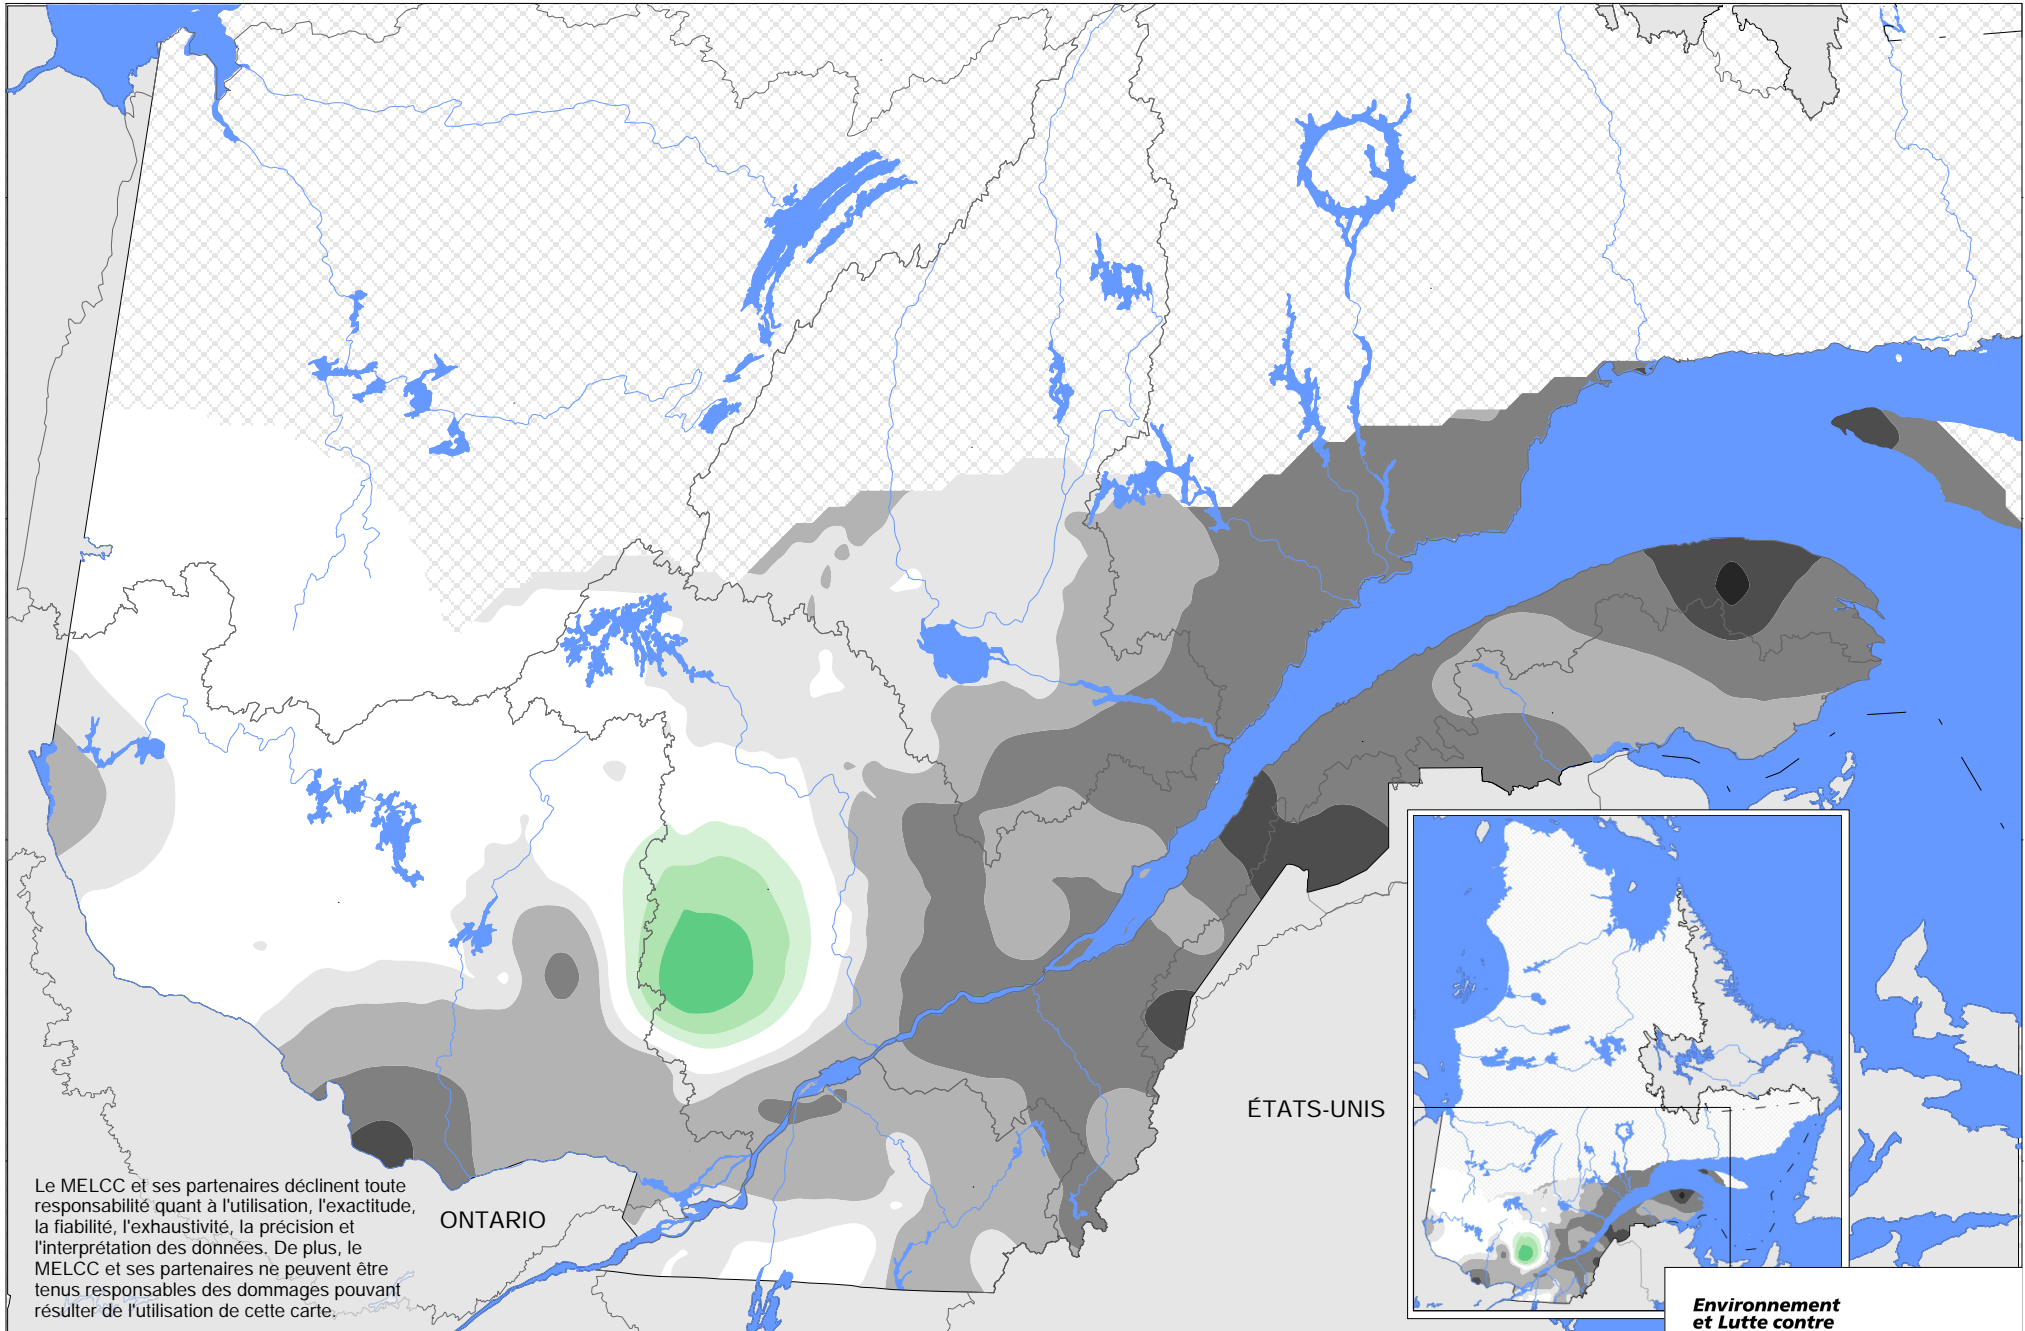 ÉTATS-UNIS
Le MELCC et ses partenaires déclinent toute
responsabilité quant à l'utilisation, l'exactitude,
la fiabilité, l'exhaustivité, la précision et
l'interprétation des données. De plus, le
MELCC et ses partenaires ne peuvent être
tenus responsables des dommages pouvant
résulter de l'utilisation de cette carte.
ONTARIO
Environnement
et Lutte contre